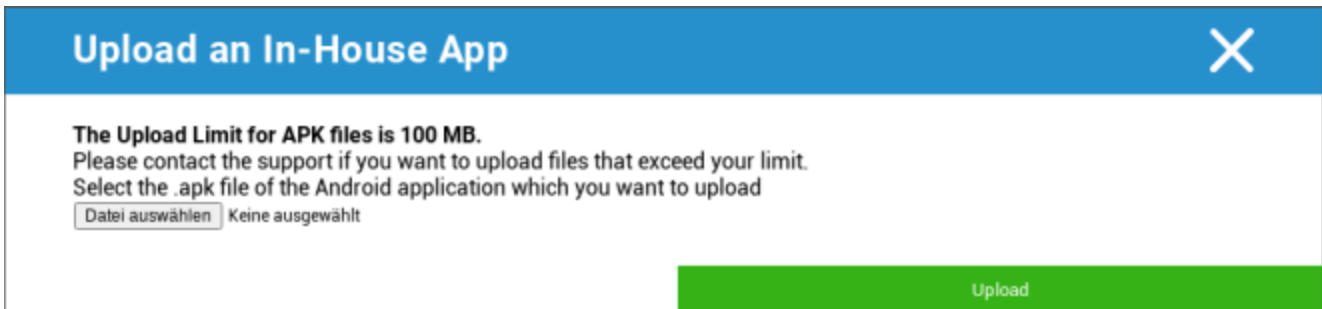 Upload an In-House App
The Upload Limit for APK files is 100 MB.
Please contact the support if you want to upload files that exceed your limit.
Select the .apk file of the Android application which you want to upload
Datei auswählen Keine ausgewählt
Upload